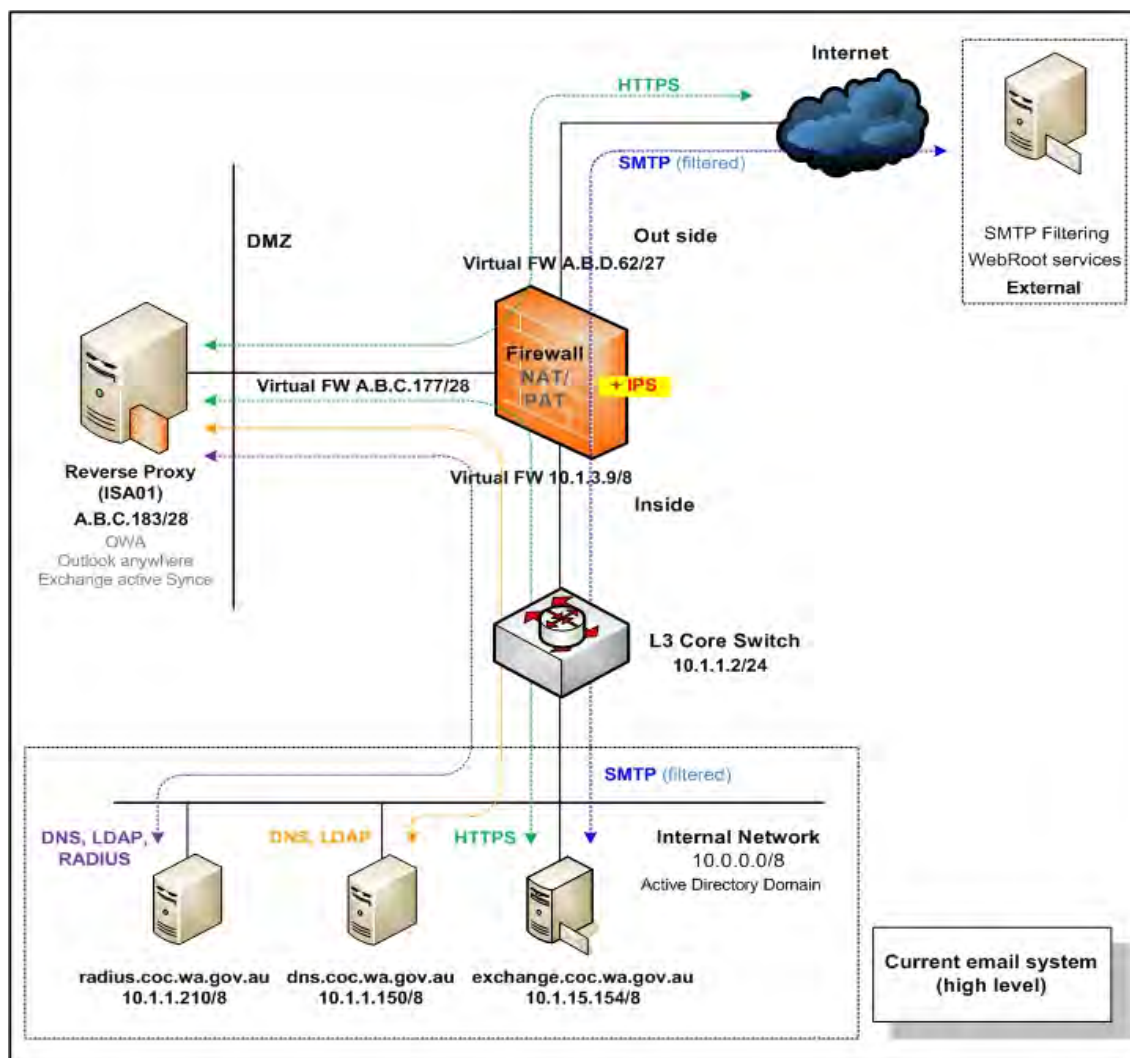 Internet
HTTPS
SMTP (filtered)
SMTP Filtering
WebRoot services
External
DMZ
Out side
Virtual FW A.B.D.62/27
Firewall
NAT/
PAT
+ IPS
Virtual FW A.B.C.177/28
Virtual FW 10.1.3.9/8
Inside
Reverse Proxy
(ISA01)
A.B.C.183/28
OWA
Outlook anywhere
Exchange active Synce
L3 Core Switch
10.1.1.2/24
SMTP (filtered)
DNS, LDAP,
RADIUS
DNS, LDAP
HTTPS
Internal Network
10.0.0.0/8
Active Directory Domain
radius.coc.wa.gov.au
10.1.1.210/8
dns.coc.wa.gov.au
10.1.1.150/8
exchange.coc.wa.gov.au
10.1.15.154/8
Current email system
(high level)